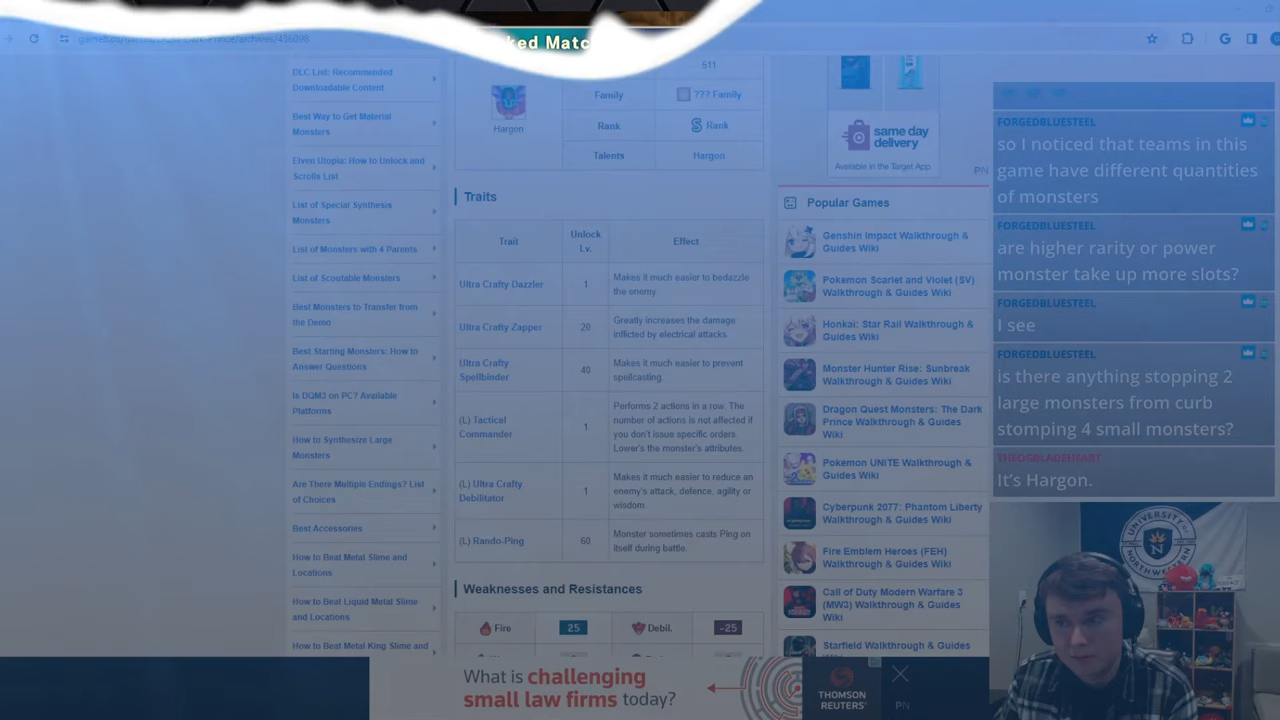 ked Matc
DLC List: Recommended
Downloadable Content
Best Way to Get Material
Monsters
Elven Utopia: How to Unlock and
Scrolls List
List of Special Synthesis
Monsters
List of Monsters with 4 Parents
List of Scoutable Monsters
Best Monsters to Transfer from
the Demo
Best Starting Monsters: How to
Answer Questions
Is DQM3 on PC? Available
Platforms
How to Synthesize Large
Monsters
Are There Multiple Endings? List
of Choices
Best Accessories
How to Beat Metal Slime and
Locations
How to Beat Liquid Metal Slime
and Locations
How to Beat Metal King Slime and
511
Hargon
Family
??? Family
Rank
S Rank
Talents
Hargon
Traits
Trait
Unlock
Lv.
Effect
Ultra Crafty Dazzler
1
Makes it much easier to bedazzle
the enemy
Ultra Crafty Zapper
20
Greatly increases the damage
inflicted by electrical attacks.
Ultra Crafty
Spellbinder
40
Makes it much easier to prevent
spellcasting.
(L) Tactical
Commander
1
Performs 2 actions in a row. The
number of actions is not affected if
you don't issue specific orders.
Lower's the monster's attributes.
(L) Ultra Crafty
Debilitator
1
Makes it much easier to reduce an
enemy's attack, defence, agility or
wisdom.
(L) Rando-Ping
60
Monster sometimes casts Ping on
itself during battle.
Weaknesses and Resistances
Fire
25
Debil.
-25
same day
delivery
Available in the Target App
PN
Popular Games
Genshin Impact Walkthrough &
Guides Wiki
Pokemon Scarlet and Violet (SV)
Walkthrough & Guides Wiki
Honkai: Star Rail Walkthrough &
Guides Wiki
Monster Hunter Rise: Sunbreak
Walkthrough & Guides Wiki
Dragon Quest Monsters: The Dark
Prince Walkthrough & Guides
Wiki
Pokemon UNITE Walkthrough &
Guides Wiki
Cyberpunk 2077: Phantom Liberty
Walkthrough & Guides Wiki
Fire Emblem Heroes (FEH)
Walkthrough & Guides Wiki
Call of Duty Modern Warfare 3
(MW3) Walkthrough & Guides
Wiki
Starfield Walkthrough & Guides
FORGEDBLUESTEEL
so I noticed that teams in this
game have different quantities
of monsters
FORGEDBLUESTEEL
are higher rarity or power
monster take up more slots?
FORGEDBLUESTEEL
I see
FORGEDBLUESTEEL
is there anything stopping 2
large monsters from curb
stomping 4 small monsters?
THEOGBLADEHEART
It's Hargon.
UNIVERSITY OF
NORTHWESTERN
What is challenging
small law firms today?
THOMSON
REUTERS
PN